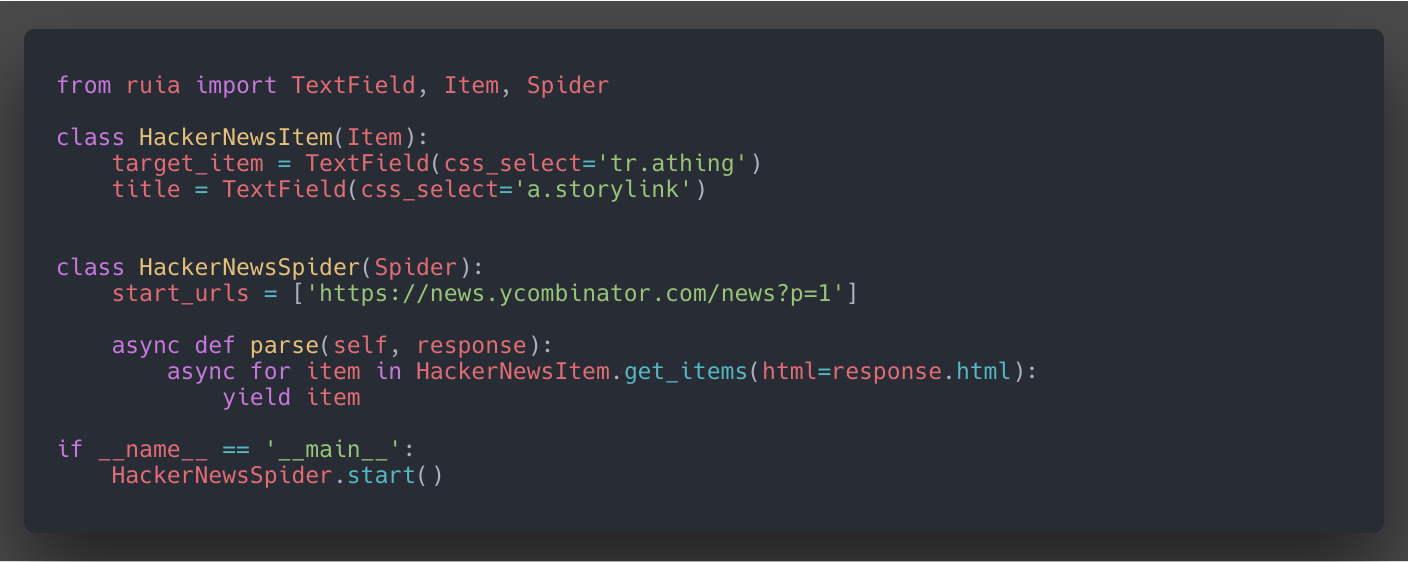 from ruia import TextField, Item, Spider
class HackerNewsItem(Item):
    target_item = TextField(css_select='tr.athing')
    title = TextField(css_select='a.storylink')
class HackerNewsSpider(Spider):
    start_urls = ['https://news.ycombinator.com/news?p=1']
    async def parse(self, response):
        async for item in HackerNewsItem.get_items(html=response.html):
            yield item
if __name__ == '__main__':
    HackerNewsSpider.start()